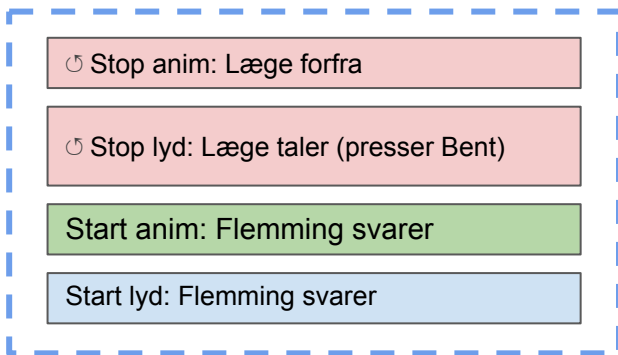 ↺ Stop anim: Læge forfra
↺ Stop lyd: Læge taler (presser Bent)
Start anim: Flemming svarer
Start lyd: Flemming svarer